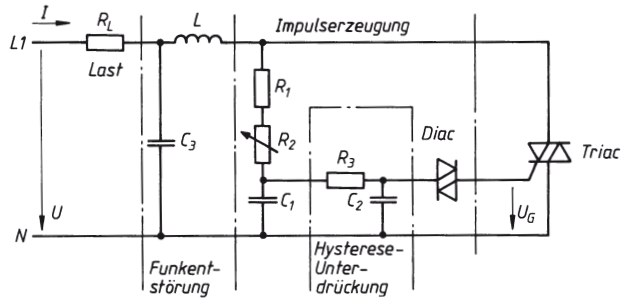 I
R_L
L
Impulserzeugung
L1
Last
R_1
C_3
R_2
Diac
R_3
Triac
C_1
C_2
U
U_G
N
Funkent-
störung
Hysterese-
Unter-
drückung